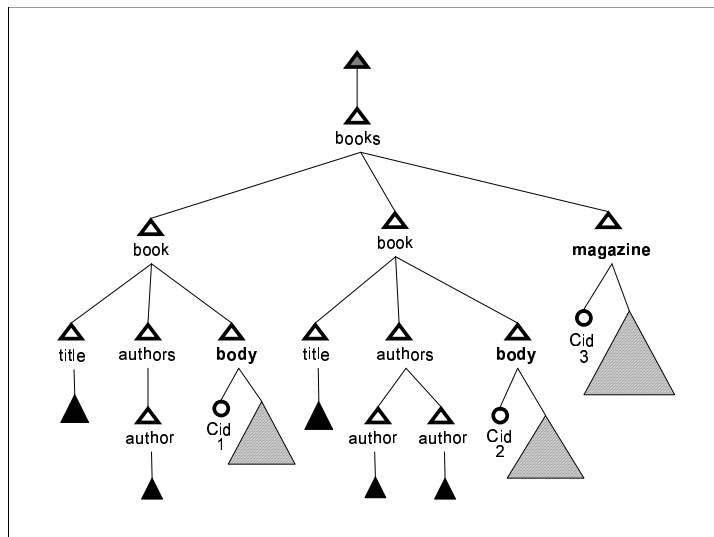 books
book
book
magazine
title
authors
body
title
authors
body
Cid
3
author
Cid
1
author
author
Cid
2